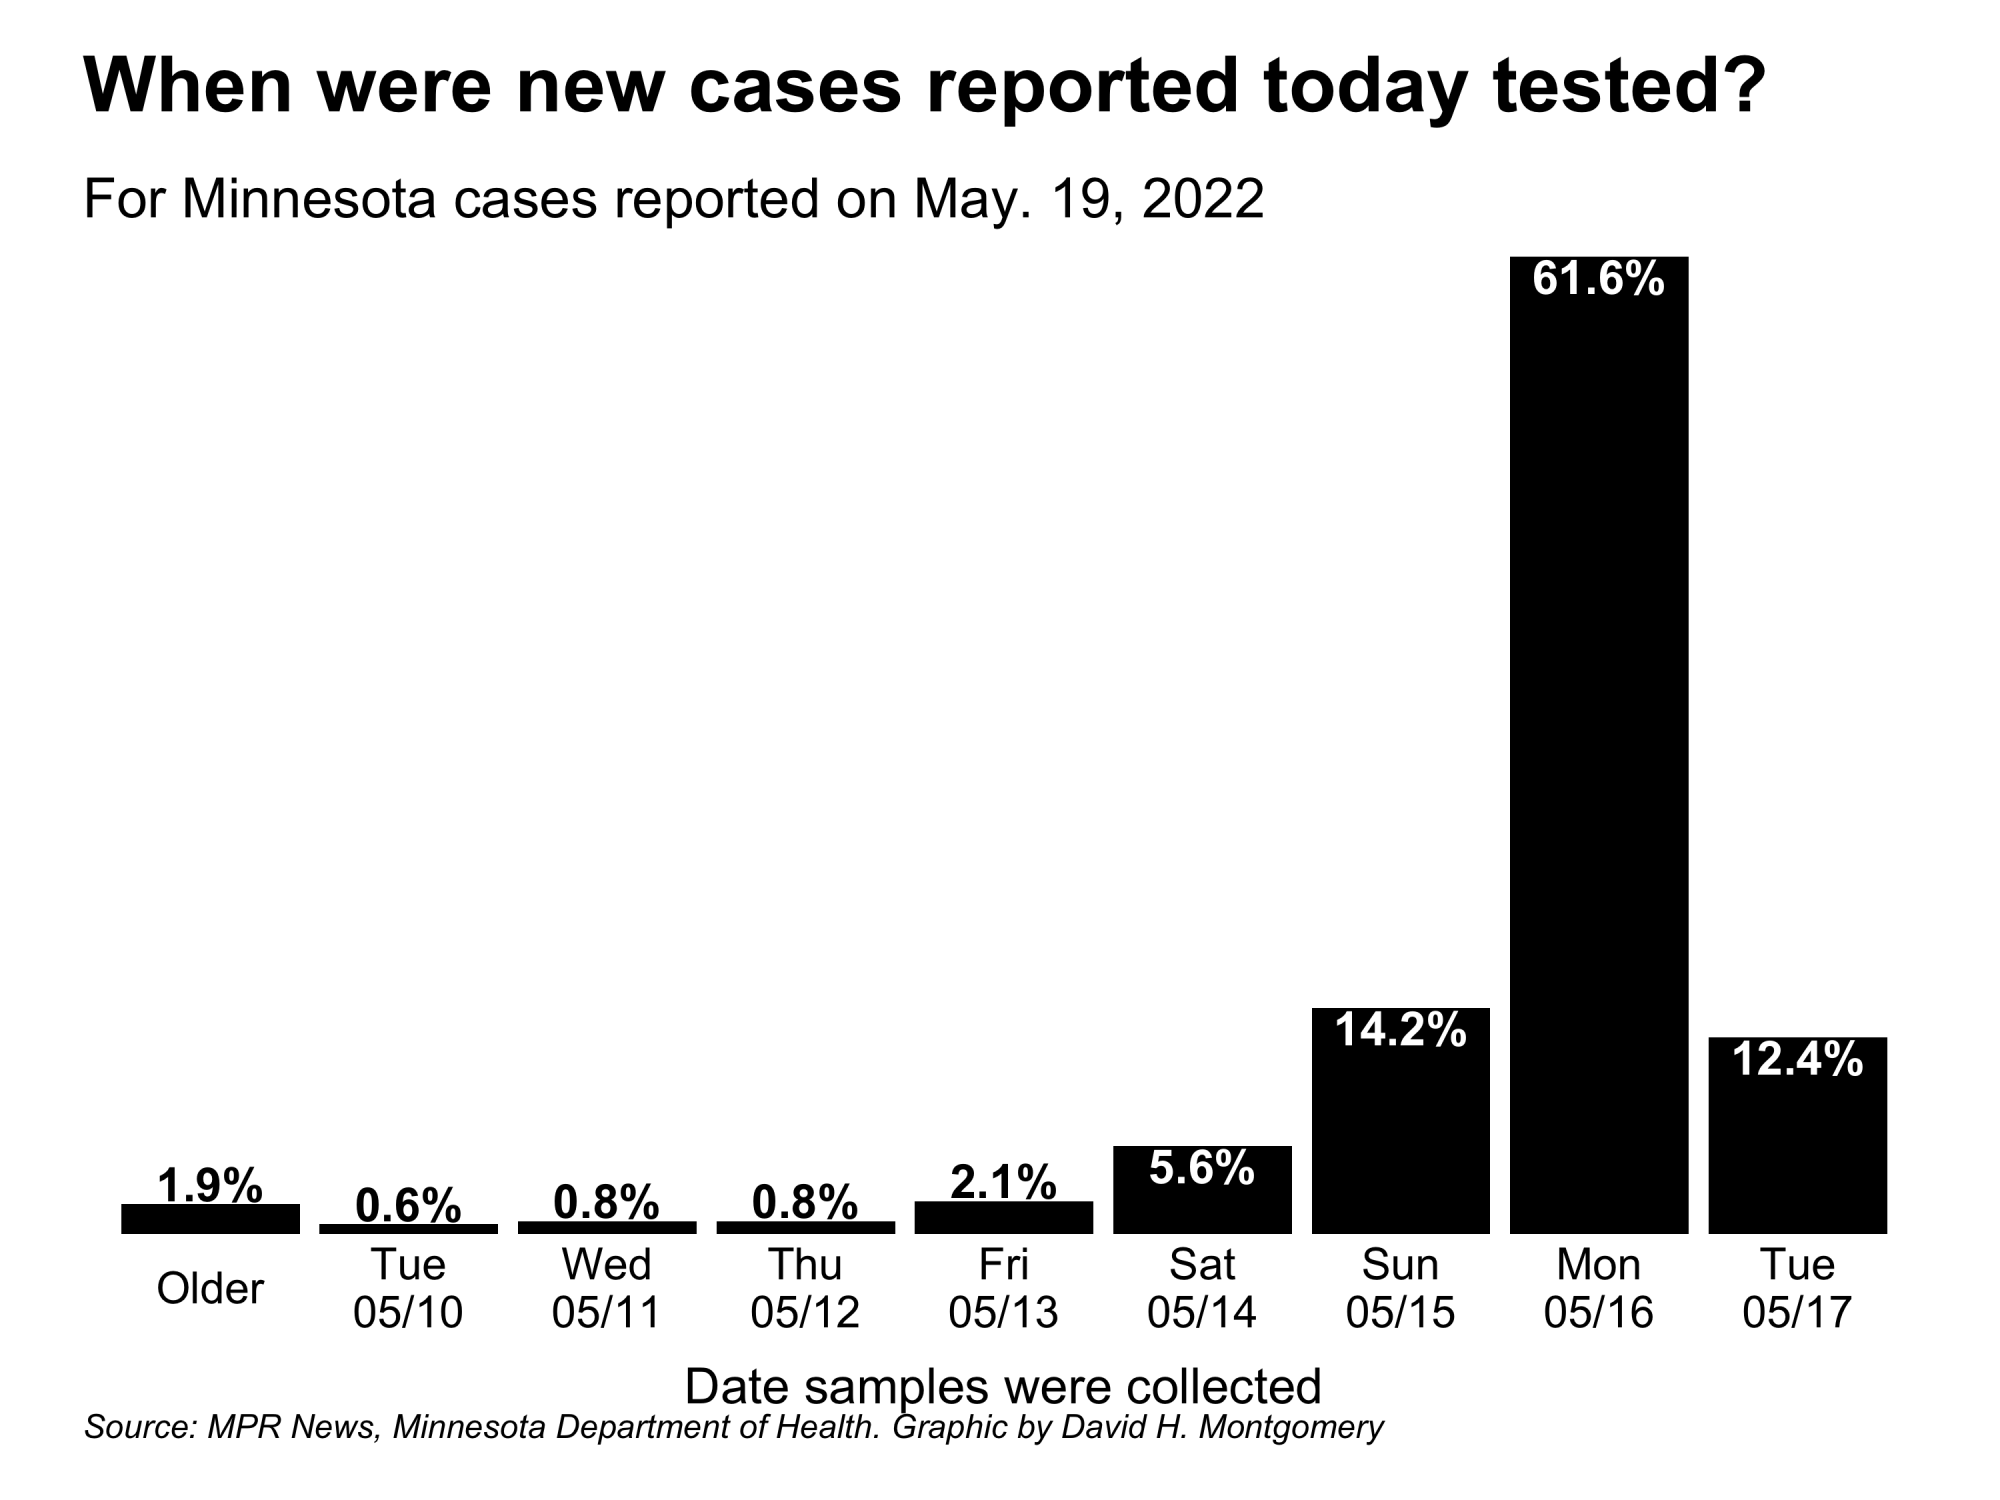 When were new cases reported today tested?
For Minnesota cases reported on May. 19, 2022
61.6%
14.2%
12.4%
5.6%
2.1%
1.9%
0.6%
0.8%
0.8%
Older
Tue
05/10
Wed
05/11
Thu
05/12
Fri
05/13
Sat
05/14
Sun
05/15
Mon
05/16
Tue
05/17
Date samples were collected
Source: MPR News, Minnesota Department of Health. Graphic by David H. Montgomery